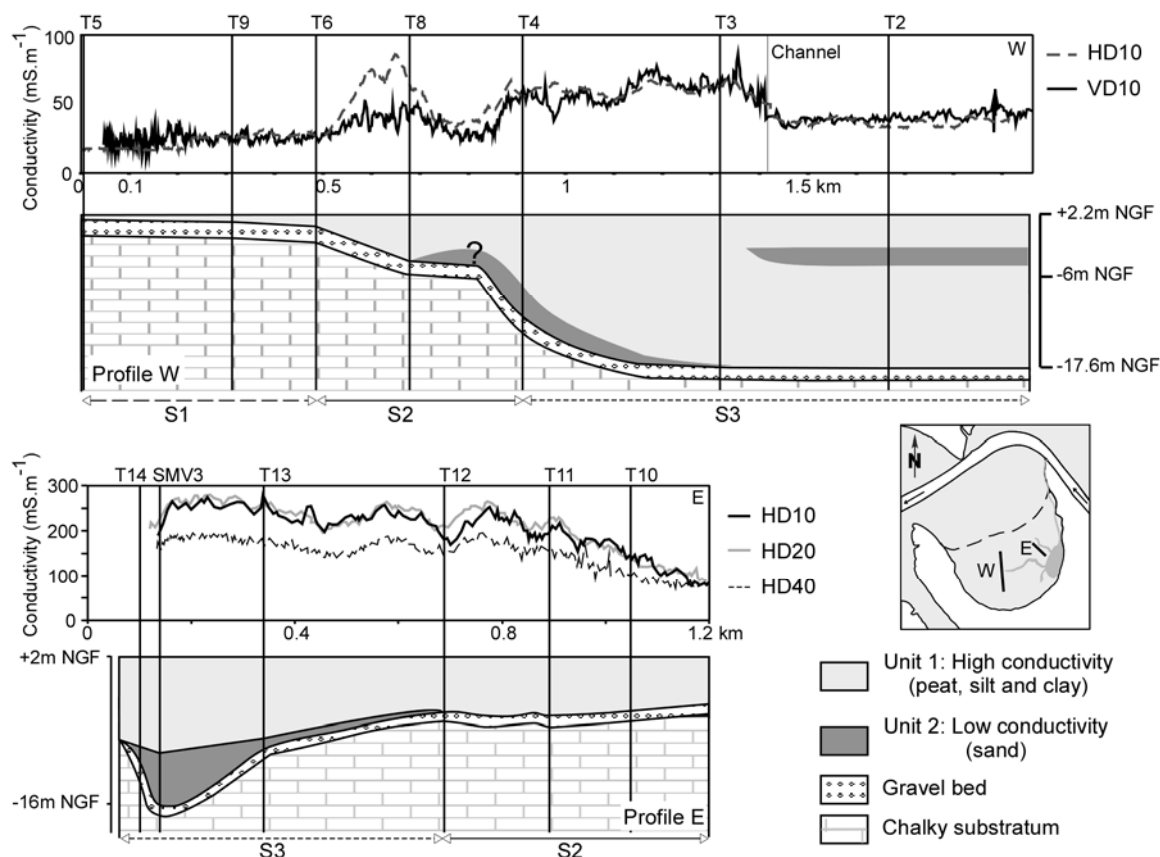 T5 T9 T6 T8 T4 T3 T2
100
50
0
Conductivity (mS.m⁻¹)
Channel
W
HD10
VD10
0 0.1 0.5 1 1.5 km
+2.2m NGF
?
-6m NGF
-17.6m NGF
Profile W
S1 S2 S3
T14 SMV3 T13 T12 T11 T10
300
200
100
0
Conductivity (mS.m⁻¹)
E
HD10
HD20
HD40
0 0.4 0.8 1.2 km
+2m NGF
-16m NGF
Profile E
S3 S2
N
E
W
Unit 1: High conductivity
(peat, silt and clay)
Unit 2: Low conductivity
(sand)
Gravel bed
Chalky substratum